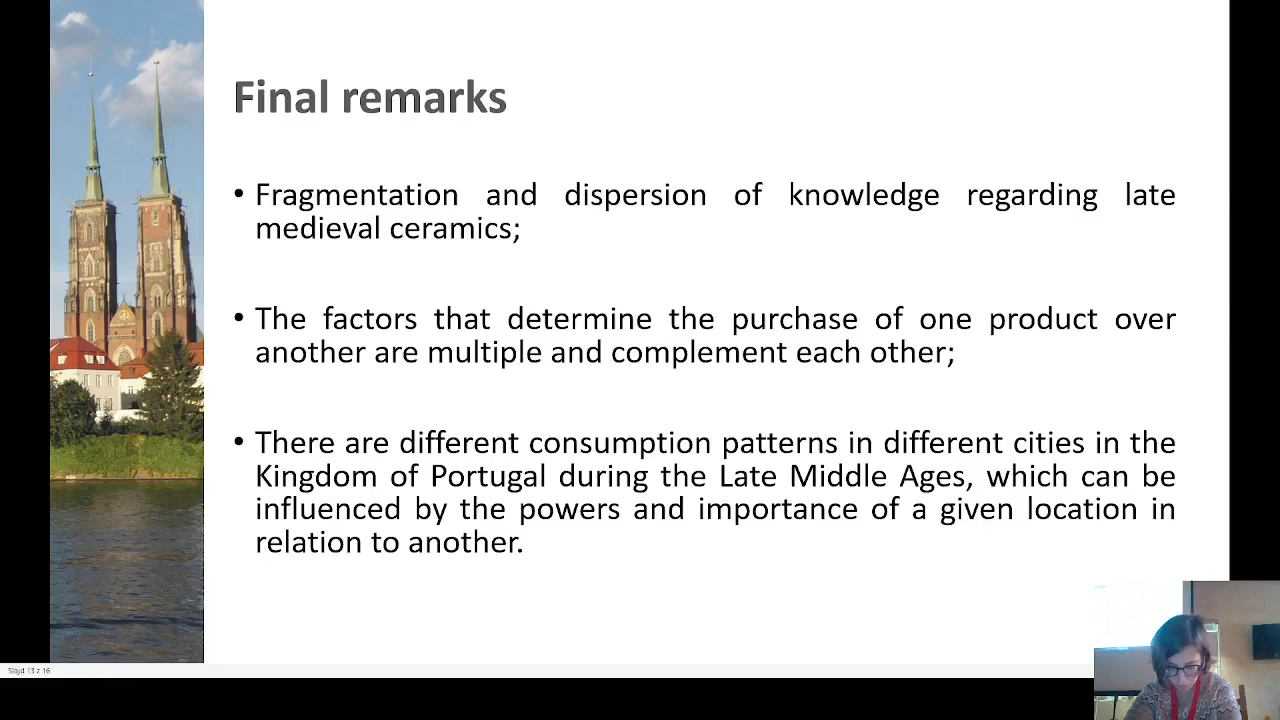 Final remarks
• Fragmentation and dispersion of knowledge regarding late
medieval ceramics;
• The factors that determine the purchase of one product over
another are multiple and complement each other;
• There are different consumption patterns in different cities in the
Kingdom of Portugal during the Late Middle Ages, which can be
influenced by the powers and importance of a given location in
relation to another.
Slajd 13 z 16